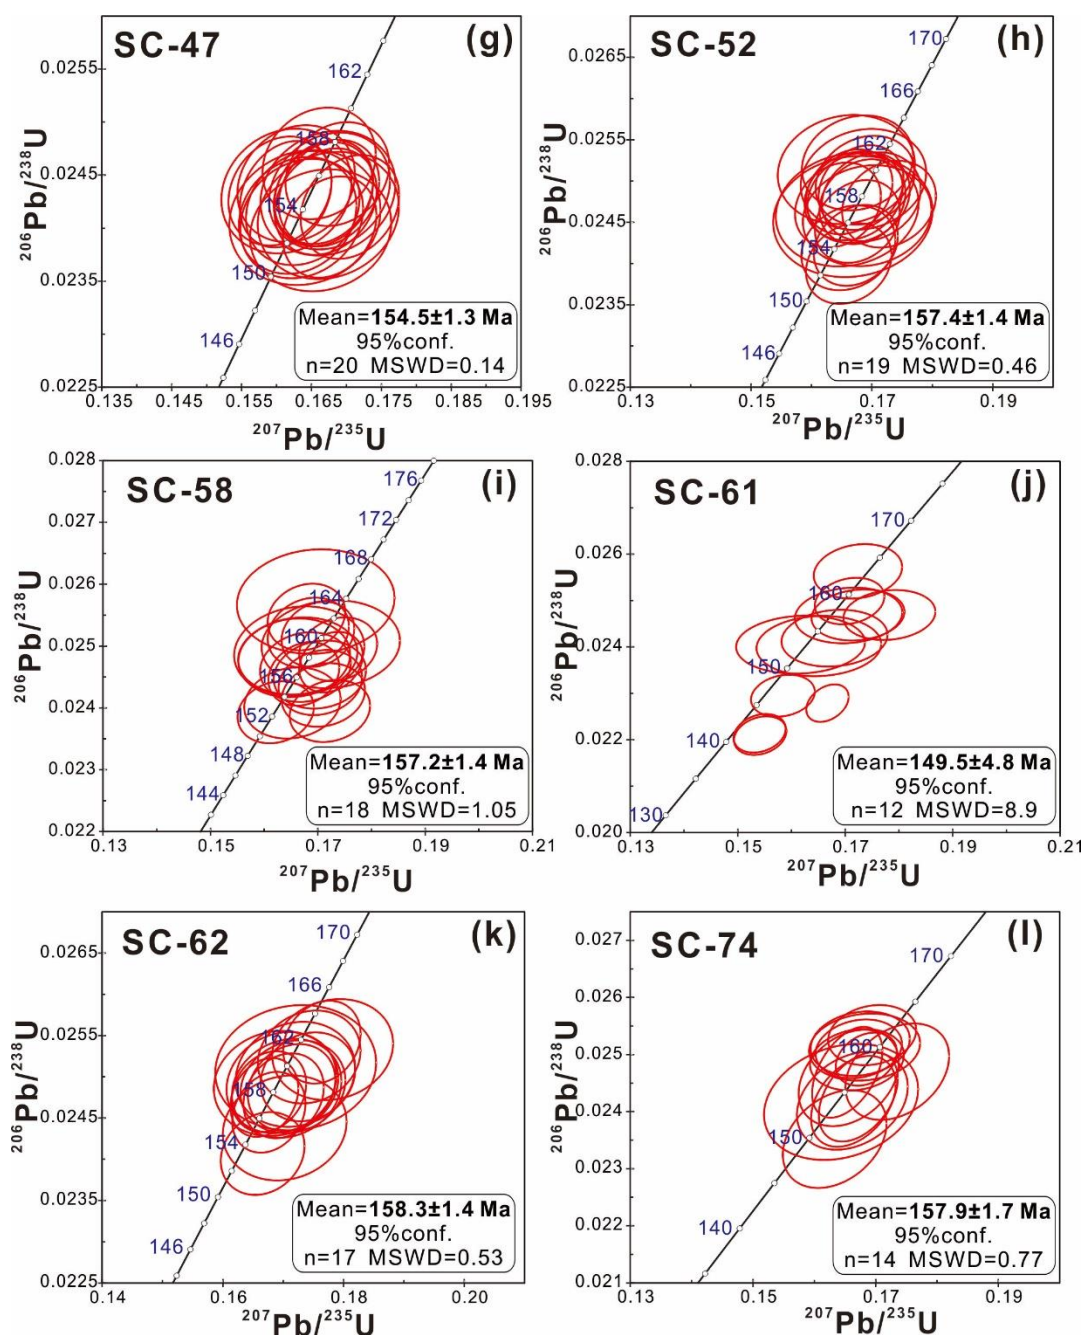 SC-47
(g)
0.0255
0.0245
0.0235
0.0225
206Pb/238U
162
158
154
150
146
Mean=154.5±1.3 Ma
95%conf.
n=20 MSWD=0.14
0.135 0.155 0.165 0.175 0.185 0.195
207Pb/235U
SC-52
(h)
0.0265
0.0255
0.0245
0.0235
0.0225
206Pb/238U
170
166
162
158
154
150
146
Mean=157.4±1.4 Ma
95%conf.
n=19 MSWD=0.46
0.13 0.15 0.17 0.19
207Pb/235U
SC-58
(i)
0.028
0.027
0.026
0.025
0.024
0.023
0.022
206Pb/238U
176
172
168
164
160
156
152
148
144
Mean=157.2±1.4 Ma
95%conf.
n=18 MSWD=1.05
0.13 0.15 0.17 0.19 0.21
207Pb/235U
SC-61
(j)
0.028
0.026
0.024
0.022
0.020
206Pb/238U
170
160
150
140
130
Mean=149.5±4.8 Ma
95%conf.
n=12 MSWD=8.9
0.13 0.15 0.17 0.19 0.21
207Pb/235U
SC-62
(k)
0.0265
0.0255
0.0245
0.0235
0.0225
206Pb/238U
170
166
162
158
154
150
146
Mean=158.3±1.4 Ma
95%conf.
n=17 MSWD=0.53
0.14 0.16 0.18 0.20
207Pb/235U
SC-74
(l)
0.027
0.026
0.025
0.024
0.023
0.022
0.021
206Pb/238U
170
160
150
140
Mean=157.9±1.7 Ma
95%conf.
n=14 MSWD=0.77
0.13 0.15 0.17 0.19
207Pb/235U